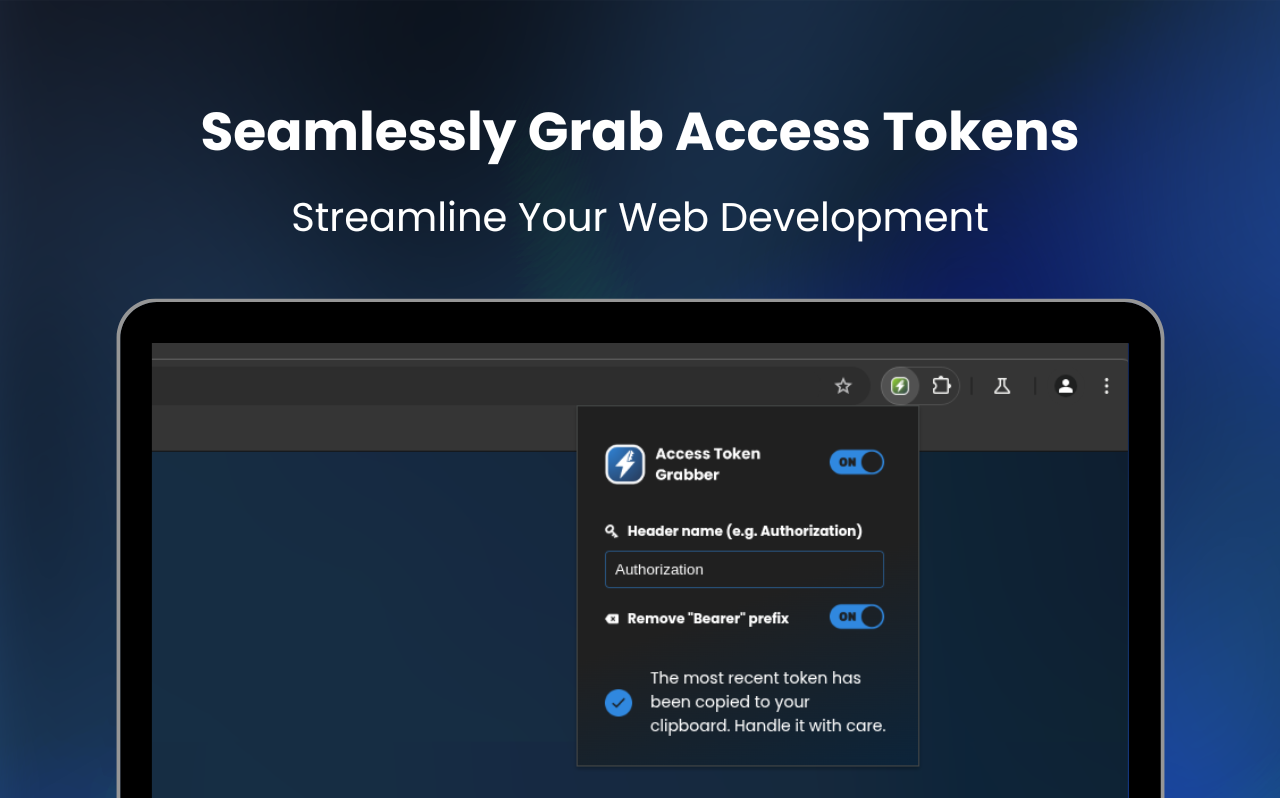 Seamlessly Grab Access Tokens
Streamline Your Web Development
Access Token
Grabber
ON
Header name (e.g. Authorization)
Authorization
Remove "Bearer" prefix
ON
The most recent token has
been copied to your
clipboard. Handle it with care.